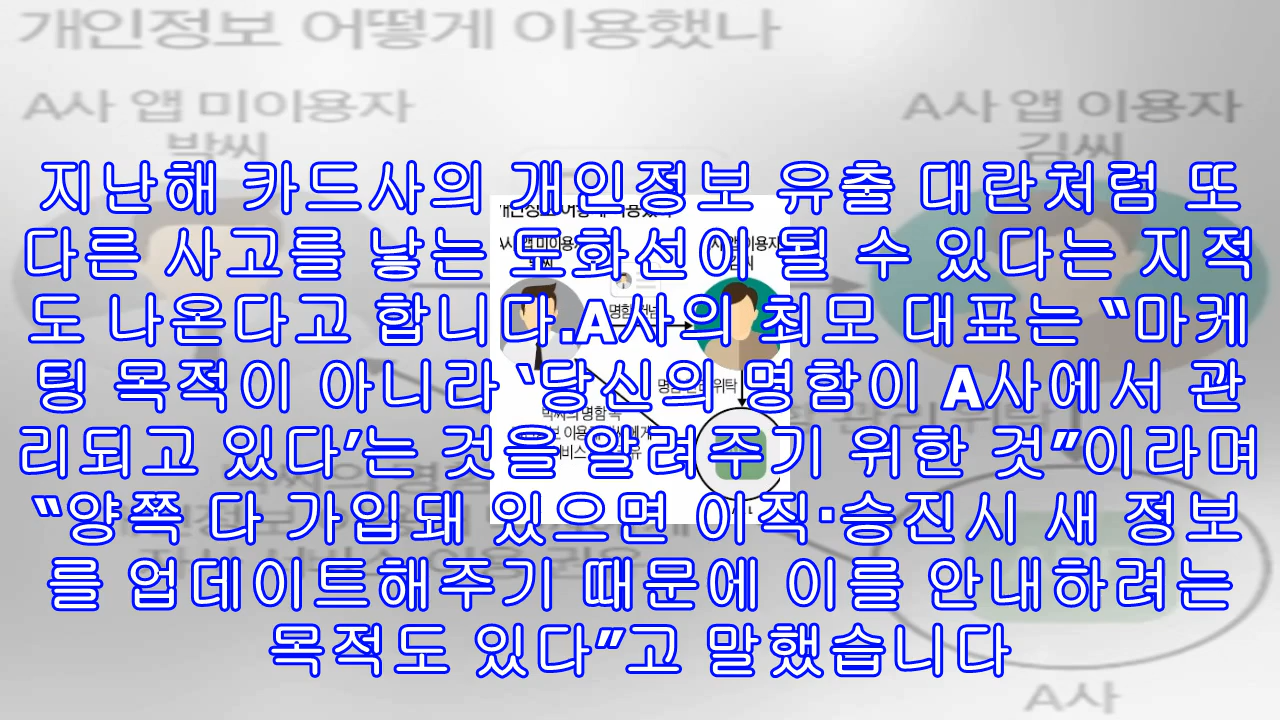 개인정보 어떻게 이용했나
A사 앱 미이용자
박씨
A사 앱 이용자
김씨
지난해 카드사의 개인정보 유출 대란처럼 또
다른 사고를 낳는 도화선이 될 수 있다는 지적
도 나온다고 합니다.A사의 최모 대표는 “마케
팅 목적이 아니라 ‘당신의 명함이 A사에서 관
리되고 있다’는 것을 알려주기 위한 것”이라며
“양쪽 다 가입돼 있으면 이직·승진시 새 정보
를 업데이트해주기 때문에 이를 안내하려는
목적도 있다”고 말했습니다
A사